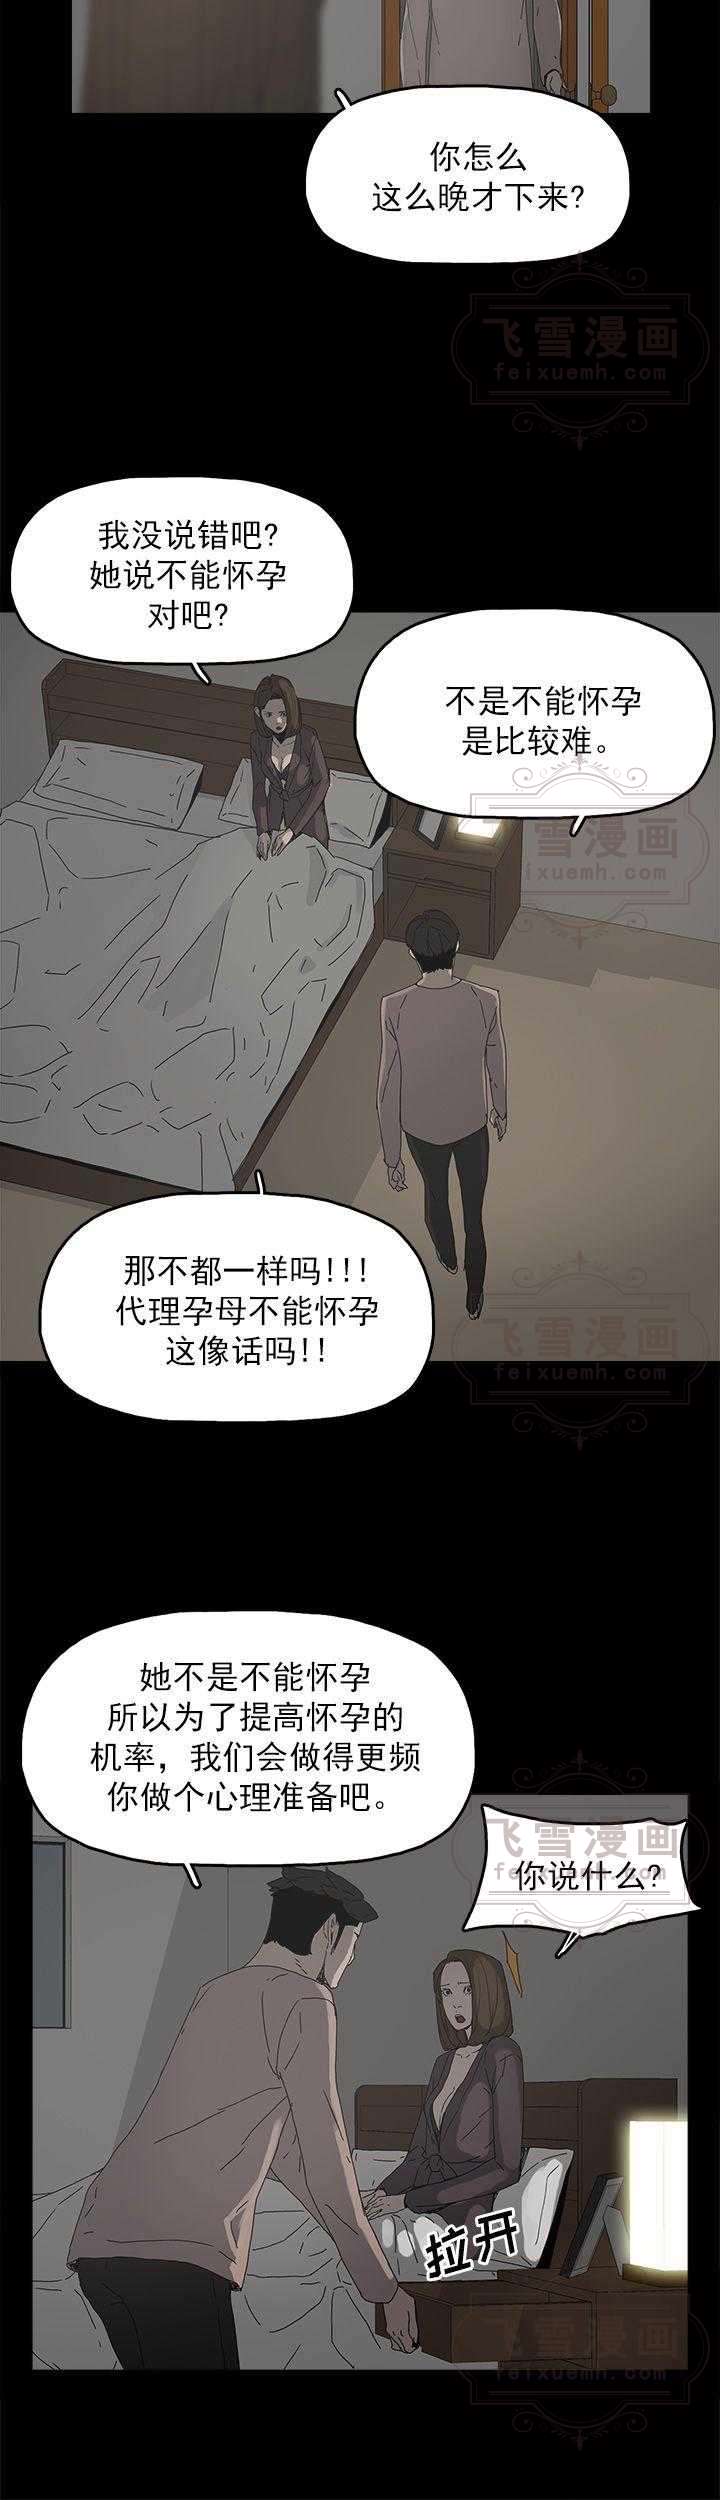 你怎么
这么晚才下来?
飞雪漫画
feixuemh.com
我没说错吧?
她说不能怀孕
对吧?
不是不能怀孕
是比较难。
飞雪漫画
feixuemh.com
那不都一样吗!!!
代理孕母不能怀孕
这像话吗!!
飞雪漫画
feixuemh.com
她不是不能怀孕
所以为了提高怀孕的
机率，我们会做得更频
你做个心理准备吧。
飞雪漫画
feixuemh.com
你说什么?
拉开
飞雪漫画
feixuemh.com